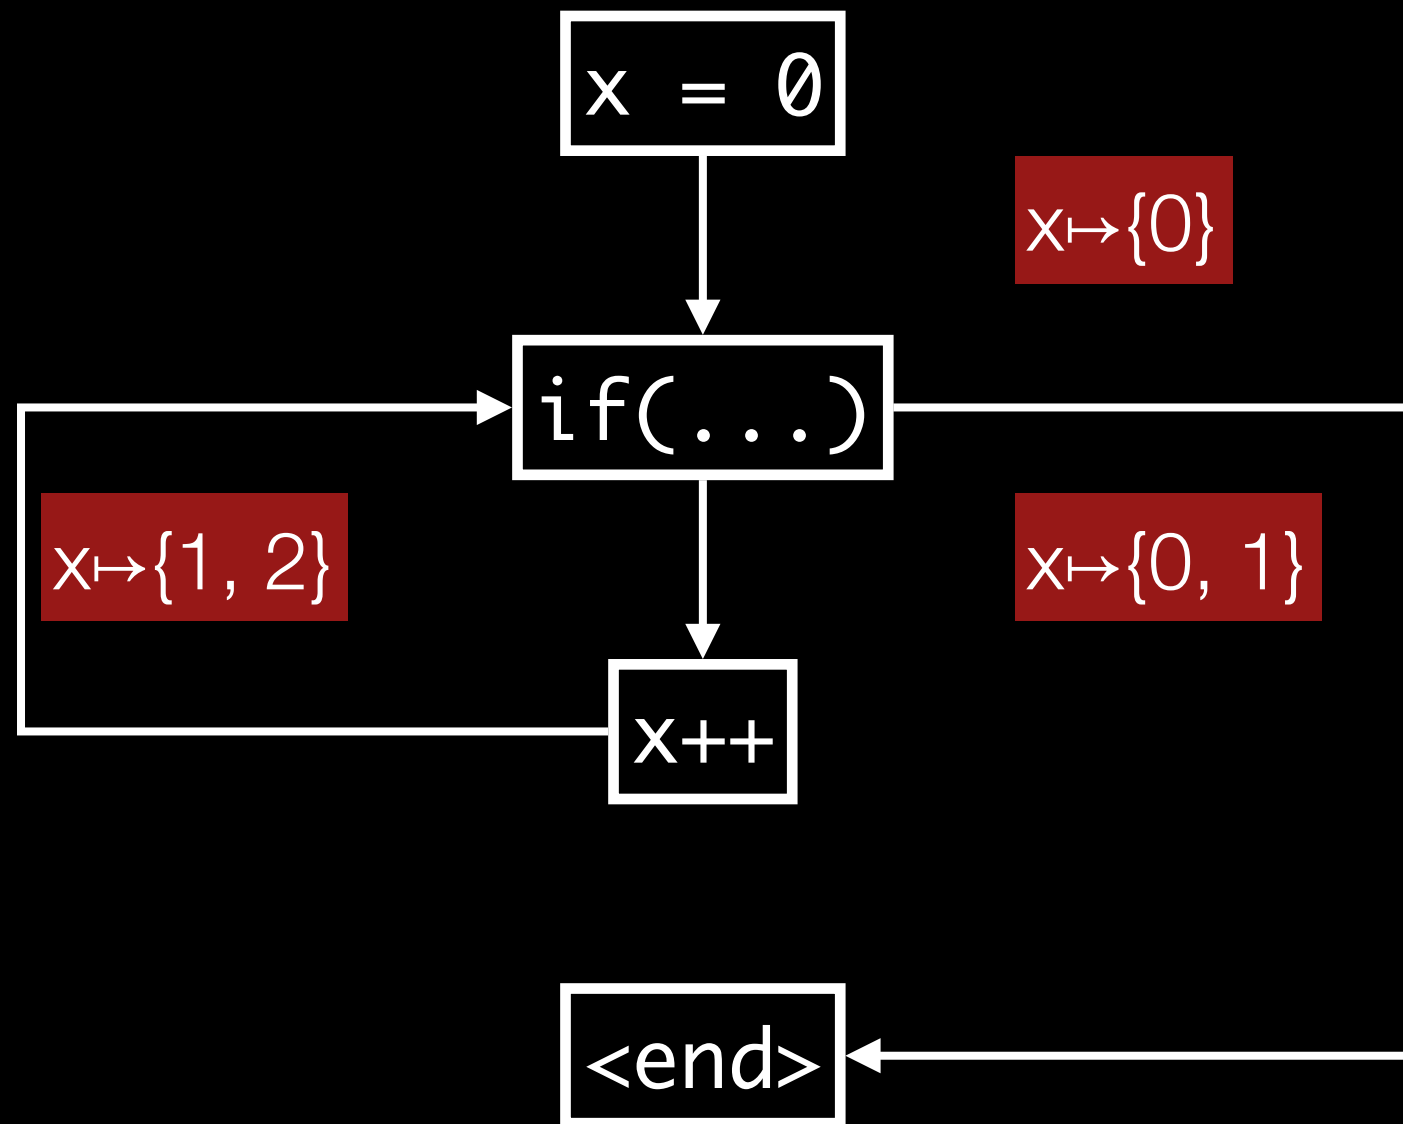 x = 0
x↦{0}
if(...)
x↦{1, 2}
x↦{0, 1}
x++
<end>